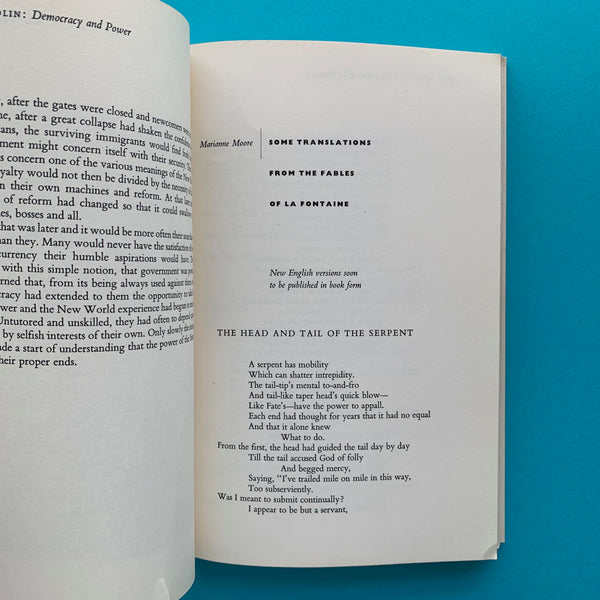 OLIN: Democracy and Power
after the gates were closed and newcomers were
ne, after a great collapse had shaken the
ans, the surviving immigrants would find
ment might concern itself with their security.
s concern one of the various meanings of the
yalty would not then be divided by the necessity of
n their own machines and reform. At that
of reform had changed so that it could swallow
es, bosses and all.
that was later and it would be more often their
han they. Many would never have the satisfaction of
currency their humble aspirations would have.
with this simple notion, that government was
rned that, from its being always used against them
cracy had extended to them the opportunity to
wer and the New World experience had begun to
Untutored and unskilled, they had often to depend
by selfish interests of their own. Only slowly the
ade a start of understanding that the power of the
heir proper ends.
Marianne Moore
SOME TRANSLATIONS
FROM THE FABLES
OF LA FONTAINE
New English versions soon
to be published in book form
THE HEAD AND TAIL OF THE SERPENT
A serpent has mobility
Which can shatter intrepidity.
The tail-tip's mental to-and-fro
And tail-like taper head's quick blow—
Like Fate's—have the power to appall.
Each end had thought for years that it had no equal
And that it alone knew
What to do.
From the first, the head had guided the tail day by day
Till the tail accused God of folly
And begged mercy,
Saying, "I've trailed mile on mile in this way,
Too subserviently.
Was I meant to submit continually?
I appear to be but a servant,